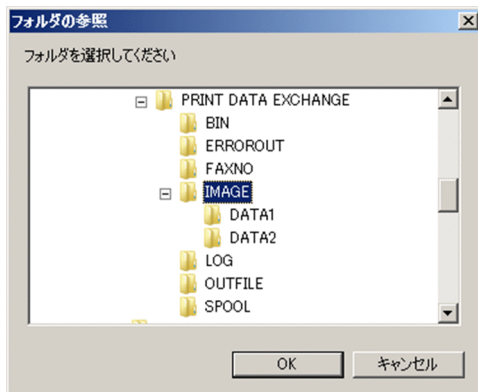 フォルダの参照
フォルダを選択してください
PRINT DATA EXCHANGE
BIN
ERROROUT
FAXNO
IMAGE
DATA1
DATA2
LOG
OUTFILE
SPOOL
OK キャンセル